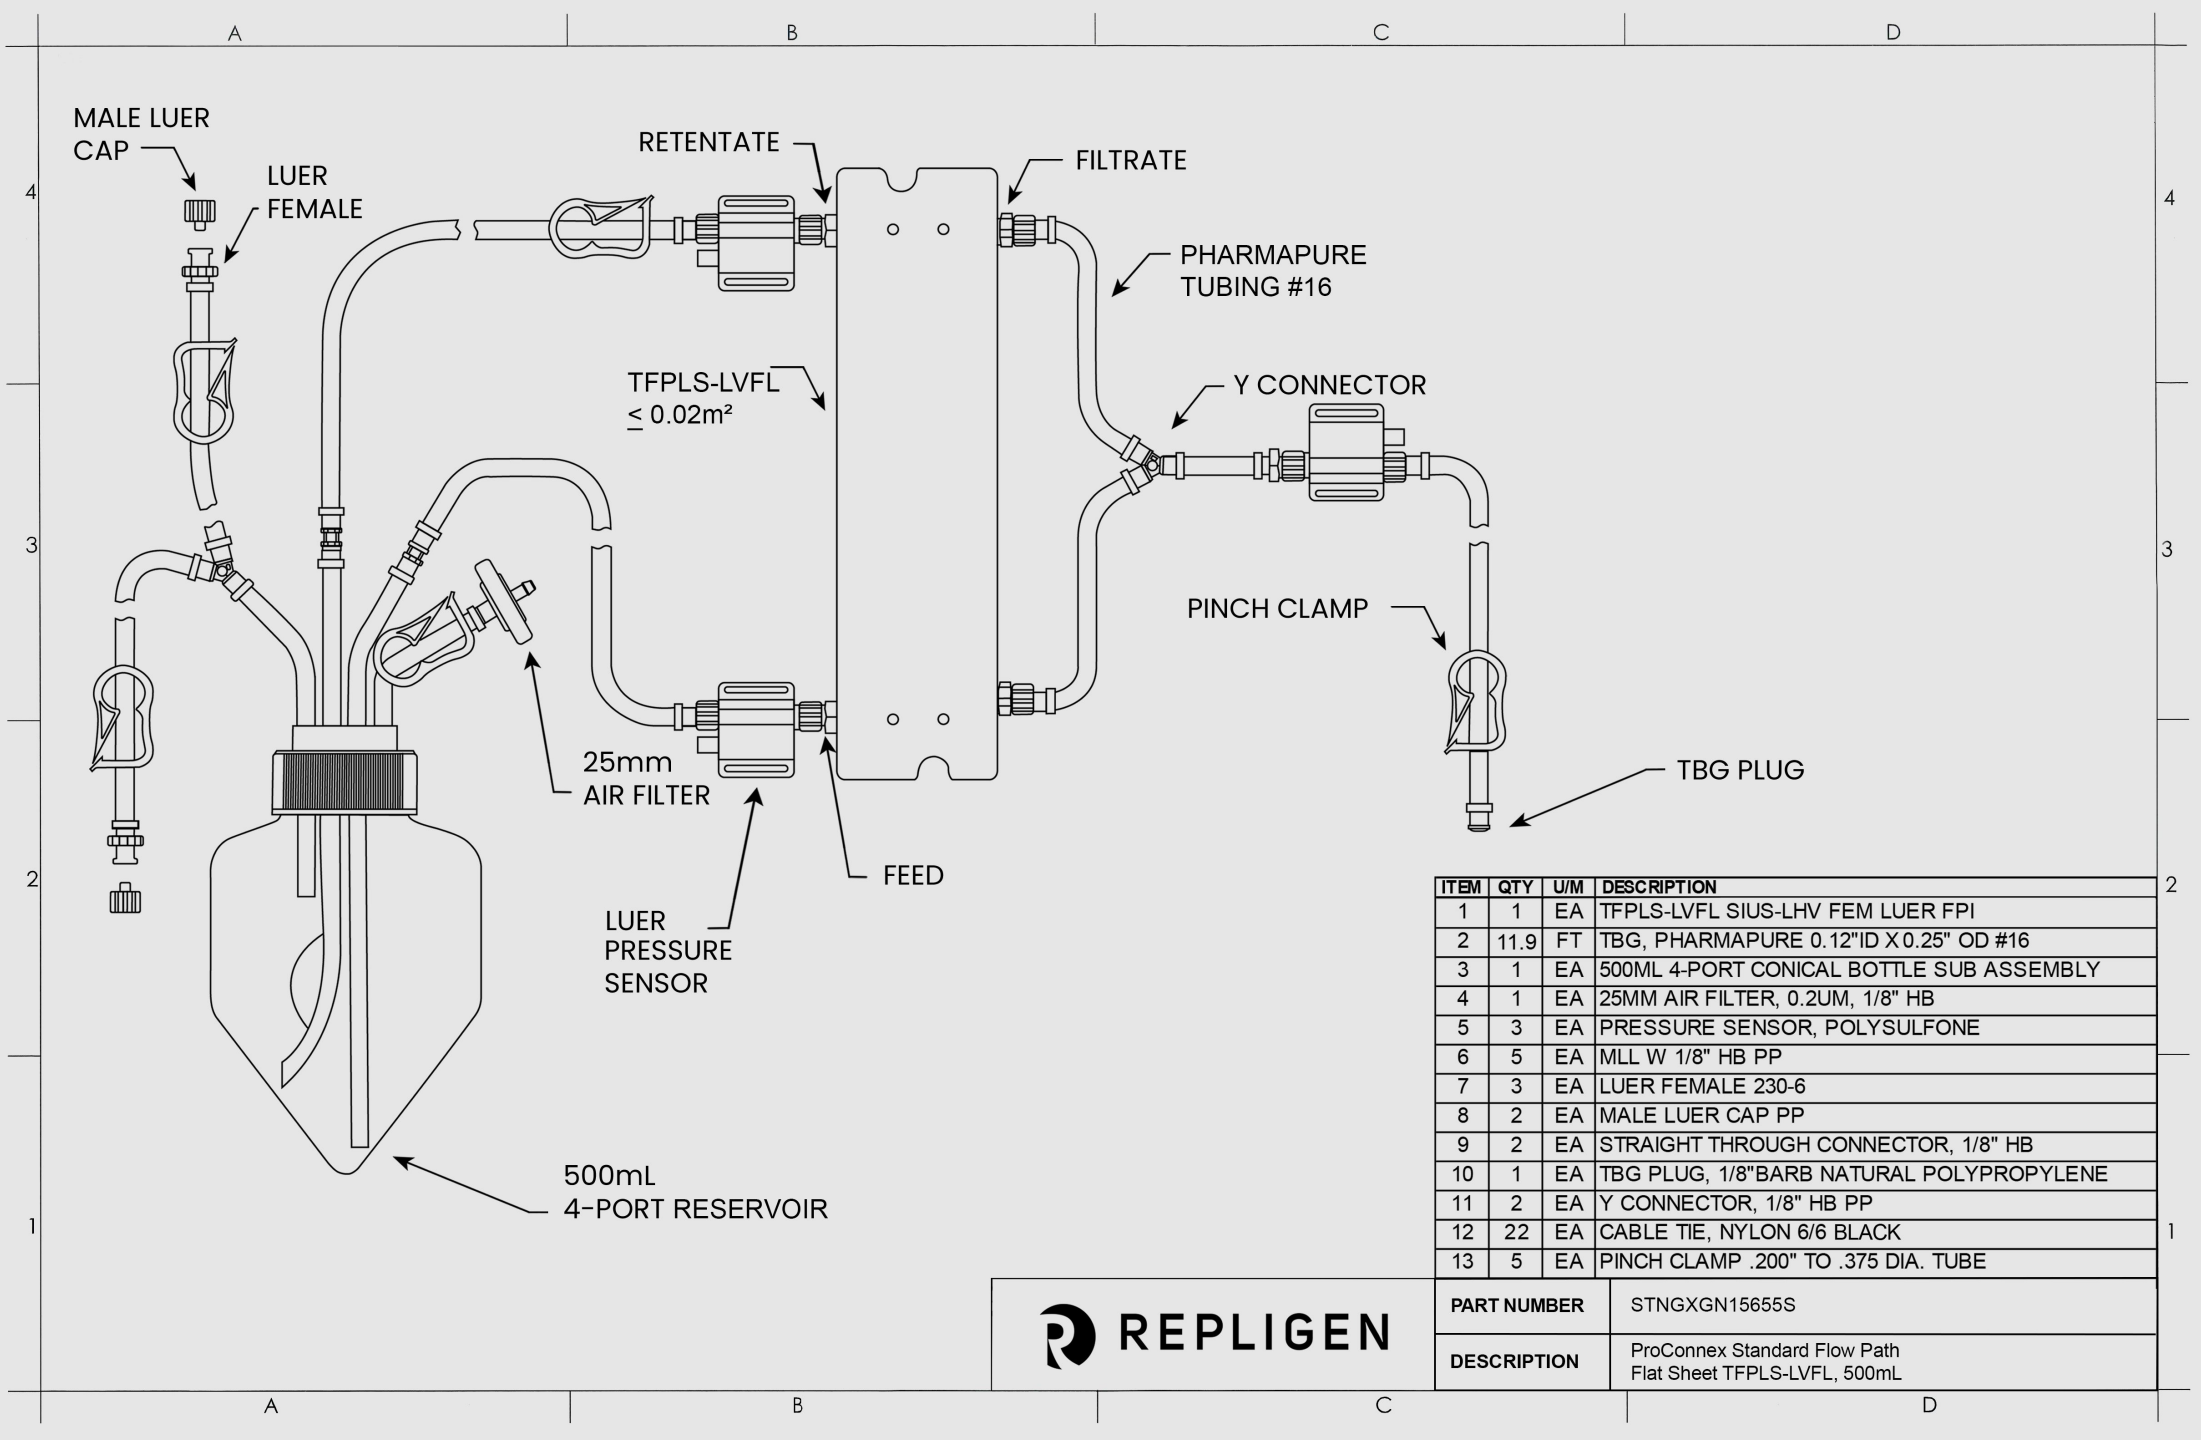 A B C D
MALE LUER
CAP
LUER
FEMALE
RETENTATE
FILTRATE
4 4
PHARMAPURE
TUBING #16
TFPLS-LVFL
≤ 0.02m²
Y CONNECTOR
3 3
PINCH CLAMP
25mm
AIR FILTER
TBG PLUG
FEED
LUER
PRESSURE
SENSOR
2 2
500mL
4-PORT RESERVOIR
1 1
ITEM QTY U/M DESCRIPTION
1 1 EA TFPLS-LVFL SIUS-LHV FEM LUER FPI
2 11.9 FT TBG, PHARMAPURE 0.12"ID X 0.25" OD #16
3 1 EA 500ML 4-PORT CONICAL BOTTLE SUB ASSEMBLY
4 1 EA 25MM AIR FILTER, 0.2UM, 1/8" HB
5 3 EA PRESSURE SENSOR, POLYSULFONE
6 5 EA MLL W 1/8" HB PP
7 3 EA LUER FEMALE 230-6
8 2 EA MALE LUER CAP PP
9 2 EA STRAIGHT THROUGH CONNECTOR, 1/8" HB
10 1 EA TBG PLUG, 1/8"BARB NATURAL POLYPROPYLENE
11 2 EA Y CONNECTOR, 1/8" HB PP
12 22 EA CABLE TIE, NYLON 6/6 BLACK
13 5 EA PINCH CLAMP .200" TO .375 DIA. TUBE
REPLIGEN
PART NUMBER STNGXGN15655S
DESCRIPTION ProConnex Standard Flow Path
Flat Sheet TFPLS-LVFL, 500mL
A B C D